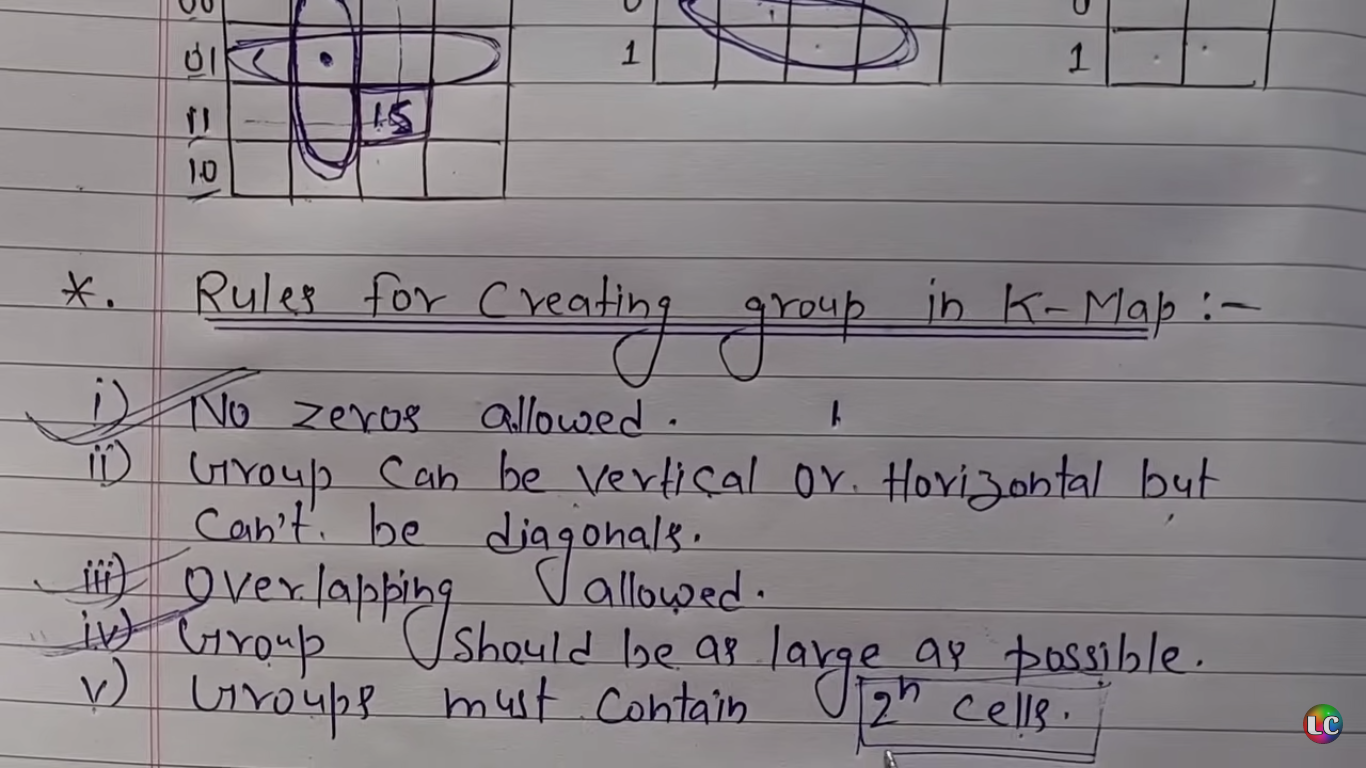 00
01
11
15
10
0
1
0
1
*. Rules for Creating group in K-Map :-
i) No zeros allowed.
ii) Group can be vertical or Horizontal but
can't be diagonals.
iii) Overlapping allowed.
iv) Group should be as large as possible.
v) Groups must contain 2ⁿ cells.
LC